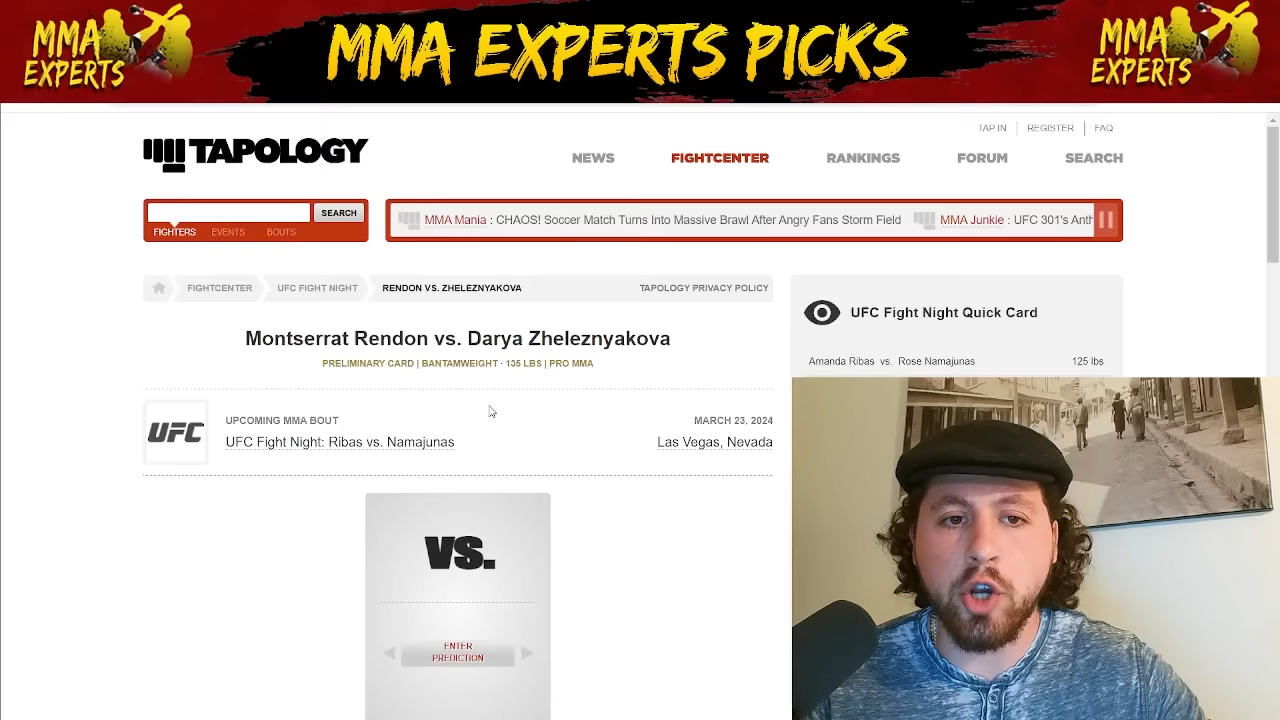 MMA
EXPERTS
MMA EXPERTS PICKS
MMA
EXPERTS
TAP IN
REGISTER
FAQ
TAPOLOGY
NEWS
FIGHTCENTER
RANKINGS
FORUM
SEARCH
SEARCH
FIGHTERS
EVENTS
BOUTS
MMA Mania : CHAOS! Soccer Match Turns Into Massive Brawl After Angry Fans Storm Field
MMA Junkie : UFC 301's Anth
FIGHTCENTER
UFC FIGHT NIGHT
RENDON VS. ZHELEZNYAKOVA
TAPOLOGY PRIVACY POLICY
UFC Fight Night Quick Card
Montserrat Rendon vs. Darya Zheleznyakova
PRELIMINARY CARD | BANTAMWEIGHT · 135 LBS | PRO MMA
Amanda Ribas vs. Rose Namajunas
125 lbs
UFC
UPCOMING MMA BOUT
MARCH 23, 2024
UFC Fight Night: Ribas vs. Namajunas
Las Vegas, Nevada
VS.
ENTER
PREDICTION